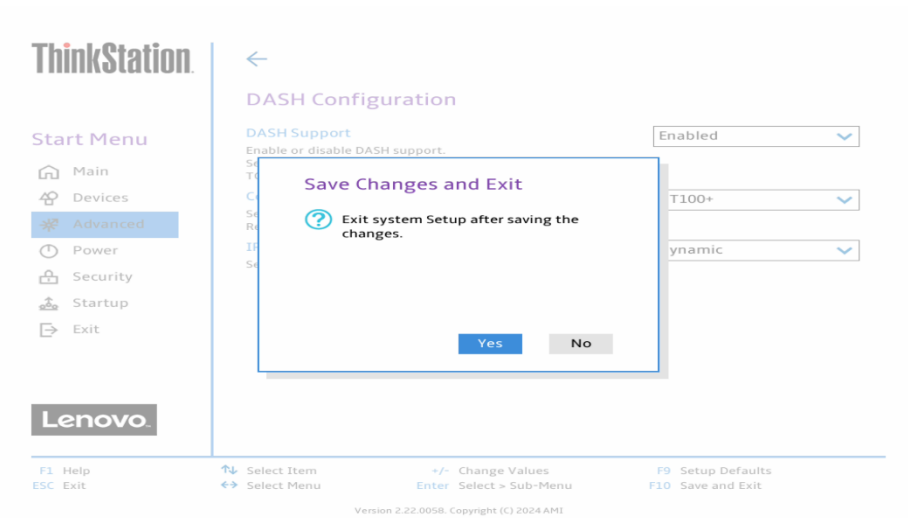 ThinkStation.
DASH Configuration
Start Menu
DASH Support
Enabled
Enable or disable DASH support.
Main
Devices
Advanced
Power
Security
Startup
Exit
Save Changes and Exit
Exit system Setup after saving the
changes.
T100+
ynamic
Yes No
Lenovo.
F1 Help
ESC Exit
Select Item
Select Menu
+/- Change Values
Enter Select > Sub-Menu
F9 Setup Defaults
F10 Save and Exit
Version 2.22.0058. Copyright (C) 2024 AMI